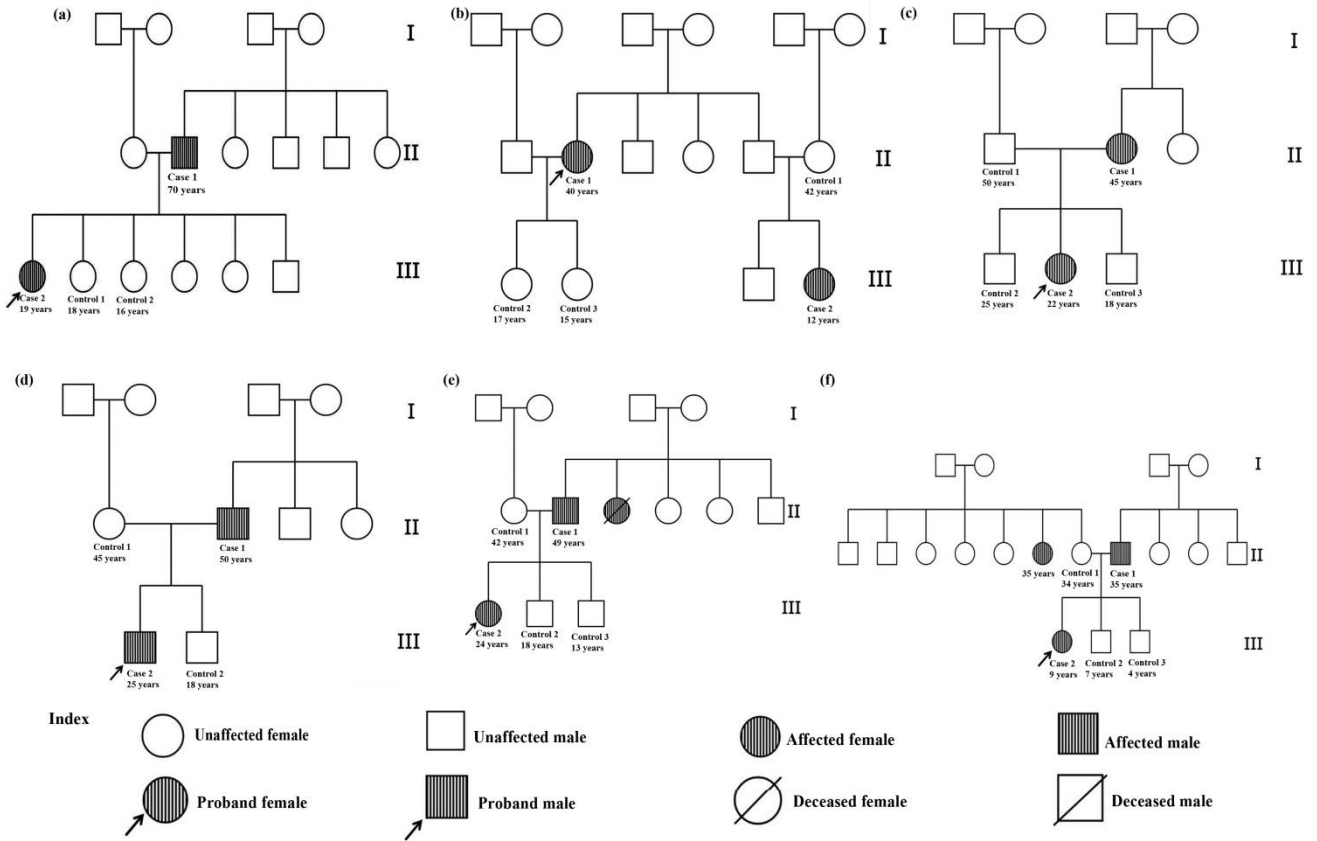 (a)
I
Case 1
70 years
II
Case 2
19 years
Control 1
18 years
Control 2
16 years
III
(b)
I
Case 1
40 years
II
Control 1
42 years
Control 2
17 years
Control 3
15 years
III
Case 2
12 years
(c)
I
Control 1
50 years
Case 1
45 years
II
Control 2
25 years
Case 2
22 years
Control 3
18 years
III
(d)
I
Control 1
45 years
Case 1
50 years
II
Case 2
25 years
Control 2
18 years
III
(e)
I
Control 1
42 years
Case 1
49 years
II
Case 2
24 years
Control 2
18 years
Control 3
13 years
III
(f)
I
35 years
Control 1
34 years
Case 1
35 years
II
Case 2
9 years
Control 2
7 years
Control 3
4 years
III
Index
Unaffected female
Unaffected male
Affected female
Affected male
Proband female
Proband male
Deceased female
Deceased male